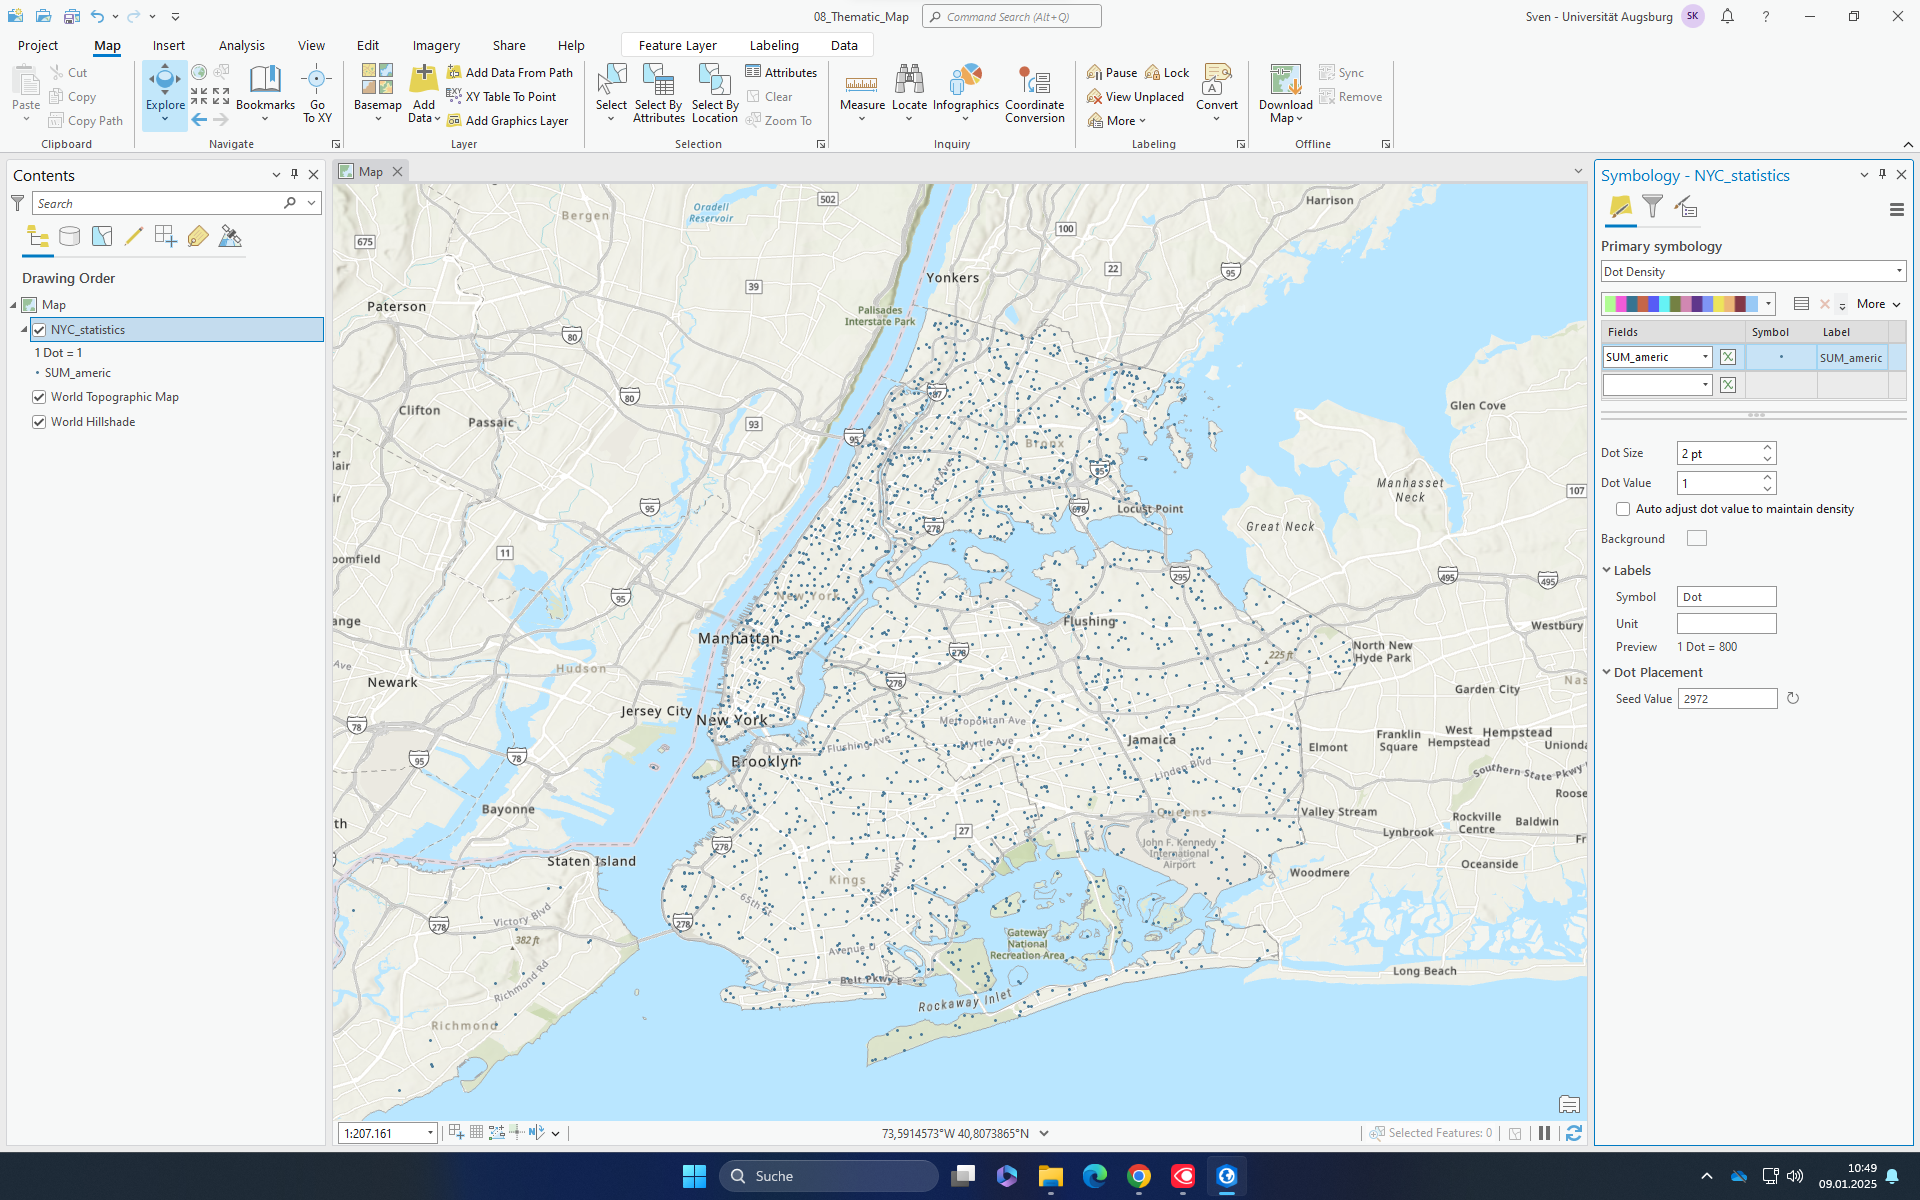 08_Thematic_Map
Command Search (Alt+Q)
Sven - Universität Augsburg
SK
?
Project
Map
Insert
Analysis
View
Edit
Imagery
Share
Help
Feature Layer
Labeling
Data
Paste
Cut
Copy
Copy Path
Clipboard
Explore
Bookmarks
Go To XY
Navigate
Basemap
Add Data
Add Data From Path
XY Table To Point
Add Graphics Layer
Layer
Select
Select By Attributes
Select By Location
Attributes
Clear
Zoom To
Selection
Measure
Locate
Infographics
Coordinate Conversion
Inquiry
Pause
Lock
View Unplaced
More
Convert
Labeling
Download Map
Sync
Remove
Offline
Contents
Search
Drawing Order
Map
NYC_statistics
1 Dot = 1
SUM_americ
World Topographic Map
World Hillshade
Map
502
Harrison
Oradell Reservoir
Bergen
675
100
22
95
Yonkers
39
Paterson
Palisades Interstate Park
80
80
87
Clifton
Passaic
93
95
Bronx
Glen Cove
er
lair
95
ir
Manhasset Neck
107
95
678
Locust Point
Great Neck
278
11
oomfield
295
495
495
95
New York
ange
Flushing
Westbury
Manhattan
278
North New Hyde Park
225 ft
Ave
Hudson
Newark
278
Nas
Garden City
Jersey City
New York
Metropolitan Ave
78
Flushing Ave
Myrtle Ave
Jamaica
Elmont
Franklin Square
West Hempstead
Hempstead
Uniondale
95
78
Brooklyn
Linden Blvd
Southern State Pkwy
Roose
Bayonne
Queens
Valley Stream
Rockville Centre
Baldwin
th
27
Lynbrook
Fr
278
John F. Kennedy International Airport
Staten Island
Oceanside
Woodmere
Kings
Kings Hwy
65th St
Victory Blvd
278
278
382 ft
Avenue U
Gateway National Recreation Area
Richmond Rd
Belt Pkwy E
Long Beach
Rockaway Inlet
Richmond
1:207.161
73,5914573°W 40,8073865°N
Selected Features: 0
Symbology - NYC_statistics
Primary symbology
Dot Density
More
Fields
Symbol
Label
SUM_americ
SUM_americ
Dot Size
2 pt
Dot Value
1
Auto adjust dot value to maintain density
Background
Labels
Symbol
Dot
Unit
Preview
1 Dot = 800
Dot Placement
Seed Value
2972
Suche
10:49
09.01.2025